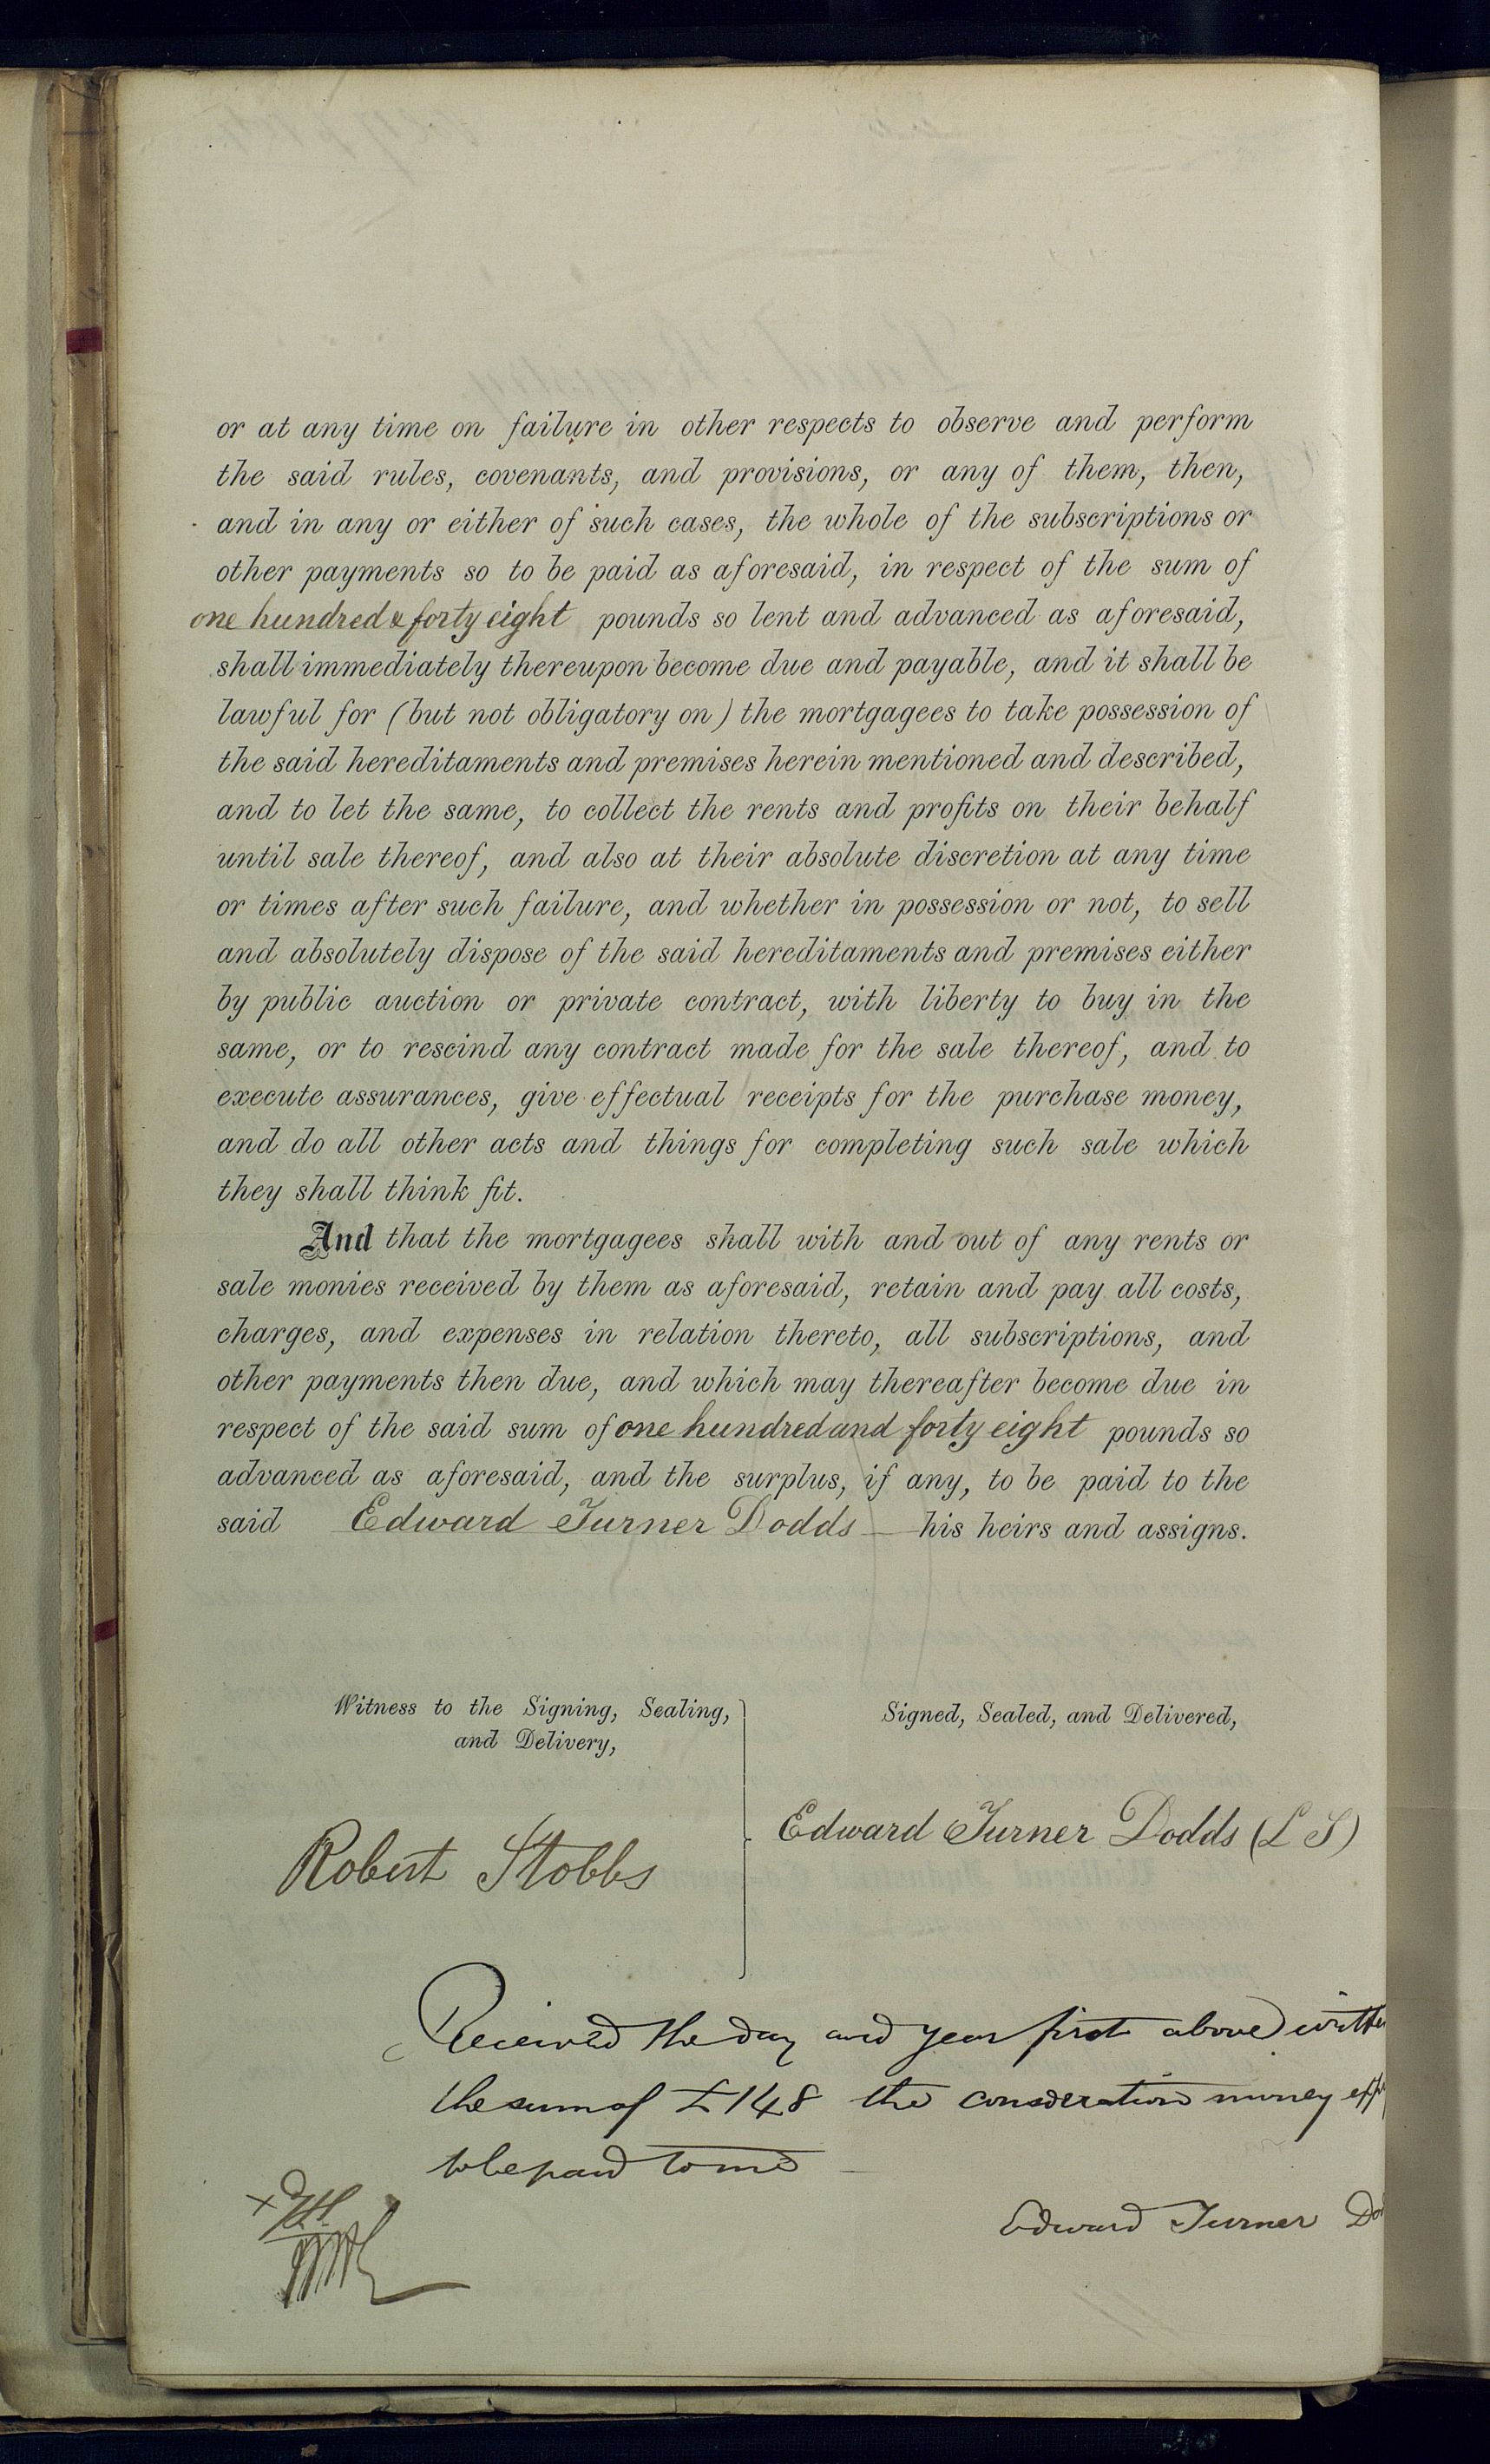 or at any time on failure in other respects to observe and perform
the said rules, covenants, and provisions, or any of them, then,
and in any or either of such cases, the whole of the subscriptions or
other payments so to be paid as aforesaid, in respect of the sum of
one hundred & forty eight pounds so lent and advanced as aforesaid,
shall immediately thereupon become due and payable, and it shall be
lawful for (but not obligatory on) the mortgagees to take possession of
the said hereditaments and premises herein mentioned and described,
and to let the same, to collect the rents and profits on their behalf
until sale thereof, and also at their absolute discretion at any time
or times after such failure, and whether in possession or not, to sell
and absolutely dispose of the said hereditaments and premises either
by public auction or private contract, with liberty to buy in the
same, or to rescind any contract made for the sale thereof, and to
execute assurances, give effectual receipts for the purchase money,
and do all other acts and things for completing such sale which
they shall think fit.
And that the mortgagees shall with and out of any rents or
sale monies received by them as aforesaid, retain and pay all costs,
charges, and expenses in relation thereto, all subscriptions, and
other payments then due, and which may thereafter become due in
respect of the said sum of one hundred and forty eight pounds so
advanced as aforesaid, and the surplus, if any, to be paid to the
said Edward Turner Dodds — his heirs and assigns.
Witness to the Signing, Sealing,
and Delivery,
Signed, Sealed, and Delivered,
Edward Turner Dodds (L S)
Robert Stobbs
Received the day and year first above writte
the sum of £148 the consideration money
to be paid to me —
Edward Turner Do